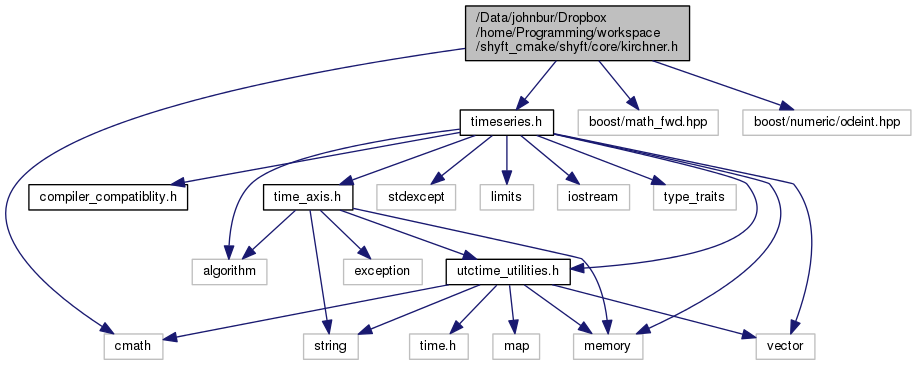 /Data/johnbur/Dropbox
/home/Programming/workspace
/shyft_cmake/shyft/core/kirchner.h
timeseries.h
boost/math_fwd.hpp
boost/numeric/odeint.hpp
compiler_compatiblity.h
time_axis.h
stdexcept
limits
iostream
type_traits
algorithm
exception
utctime_utilities.h
cmath
string
time.h
map
memory
vector